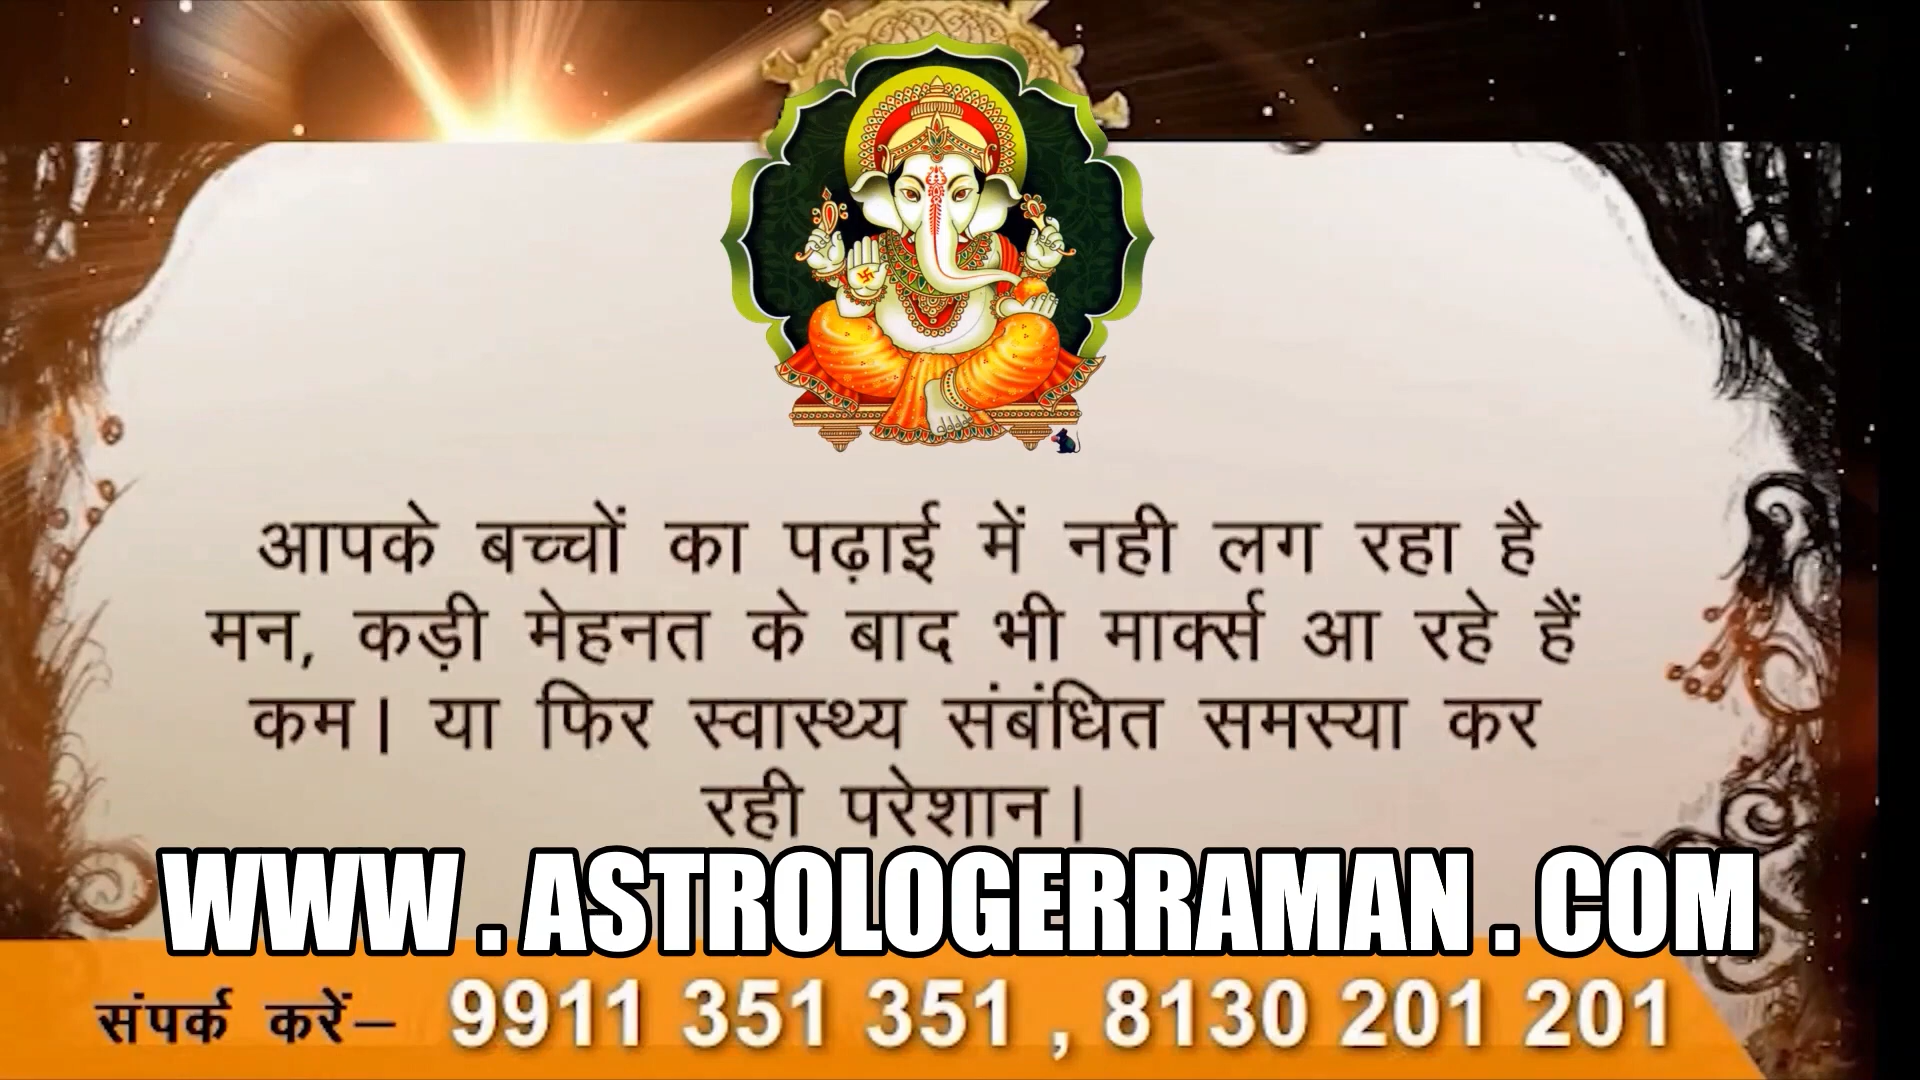 आपके बच्चों का पढ़ाई में नही लग रहा है
मन, कड़ी मेहनत के बाद भी मार्क्स आ रहे हैं
कम। या फिर स्वास्थ्य संबंधित समस्या कर
रही परेशान।
WWW . ASTROLOGERRAMAN . COM
संपर्क करें– 9911 351 351 , 8130 201 201